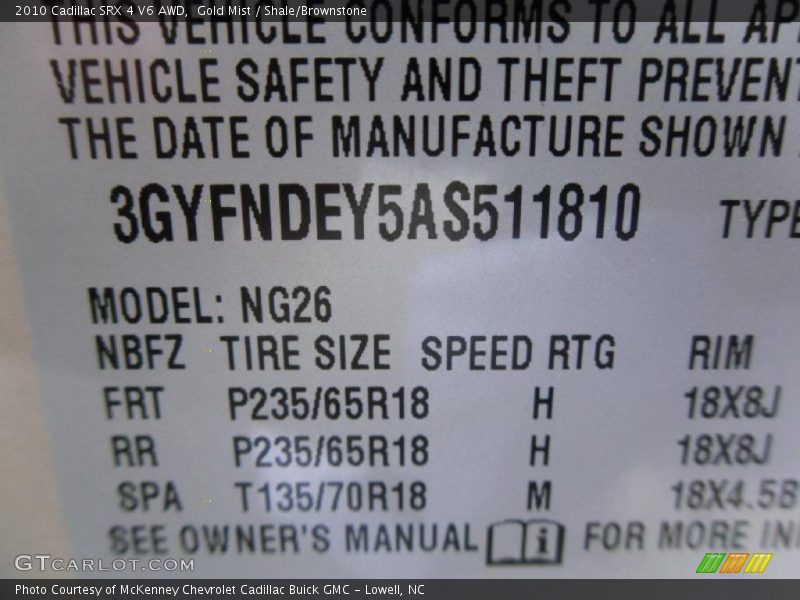 2010 Cadillac SRX 4 V6 AWD, Gold Mist / Shale/Brownstone
THIS VEHICLE CONFORMS TO ALL AP
VEHICLE SAFETY AND THEFT PREVENT
THE DATE OF MANUFACTURE SHOWN
3GYFNDEY5AS511810 TYPE
MODEL: NG26
NBFZ TIRE SIZE SPEED RTG RIM
FRT P235/65R18 H 18X8J
RR P235/65R18 H 18X8J
SPA T135/70R18 M 18X4.5B
SEE OWNER'S MANUAL i FOR MORE IN
GTCARLOT.COM
Photo Courtesy of McKenney Chevrolet Cadillac Buick GMC - Lowell, NC